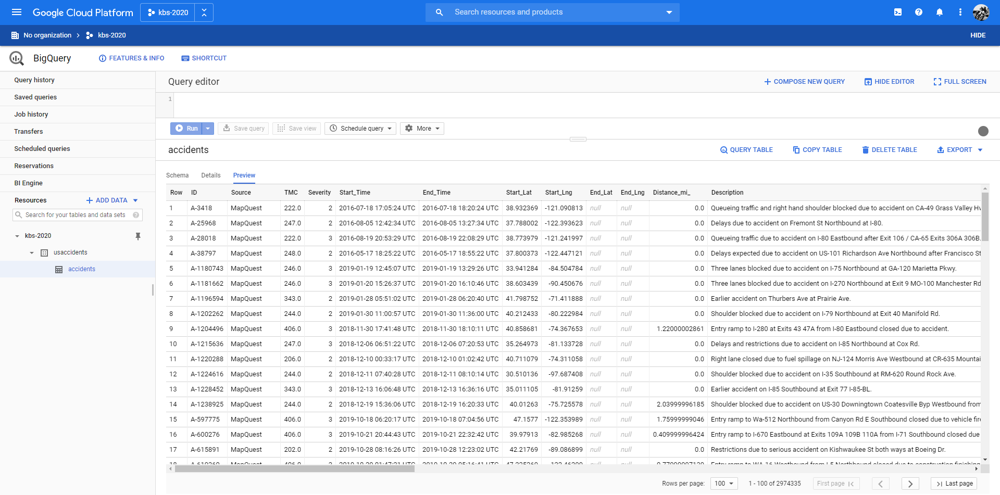 Google Cloud Platform kbs-2020 Search resources and products
No organization kbs-2020 HIDE
BigQuery FEATURES & INFO SHORTCUT
Query history
Saved queries
Job history
Transfers
Scheduled queries
Reservations
BI Engine
Resources ADD DATA
Search for your tables and data sets
kbs-2020
usaccidents
accidents
Query editor COMPOSE NEW QUERY HIDE EDITOR FULL SCREEN
1
Run Save query Save view Schedule query More
accidents QUERY TABLE COPY TABLE DELETE TABLE EXPORT
Schema Details Preview
Row ID Source TMC Severity Start_Time End_Time Start_Lat Start_Lng End_Lat End_Lng Distance_mi_ Description
1 A-3418 MapQuest 222.0 2 2016-07-18 17:05:24 UTC 2016-07-18 18:20:24 UTC 38.932369 -121.090813 null null 0.0 Queueing traffic and right hand shoulder blocked due to accident on CA-49 Grass Valley
2 A-25968 MapQuest 247.0 2 2016-08-05 12:42:34 UTC 2016-08-05 13:27:34 UTC 37.788002 -122.393623 null null 0.0 Delays due to accident on Fremont St Northbound at I-80.
3 A-28018 MapQuest 222.0 3 2016-08-19 20:53:29 UTC 2016-08-19 22:08:29 UTC 38.773979 -121.241997 null null 0.0 Queueing traffic due to accident on I-80 Eastbound after Exit 106 / CA-65 Exits 306A 306B.
4 A-38797 MapQuest 248.0 2 2016-05-17 18:25:22 UTC 2016-05-17 18:55:22 UTC 37.800373 -122.447121 null null 0.0 Delays expected due to accident on US-101 Richardson Ave Northbound after Francisco St
5 A-1180743 MapQuest 246.0 3 2019-01-19 12:45:07 UTC 2019-01-19 13:29:26 UTC 33.941284 -84.504784 null null 0.0 Three lanes blocked due to accident on I-75 Northbound at GA-120 Marietta Pkwy.
6 A-1181662 MapQuest 246.0 3 2019-01-20 15:26:37 UTC 2019-01-20 16:10:46 UTC 38.603439 -90.450676 null null 0.0 Three lanes blocked due to accident on I-270 Northbound at Exit 9 MO-100 Manchester Rd
7 A-1196594 MapQuest 343.0 2 2019-01-28 05:51:02 UTC 2019-01-28 06:20:40 UTC 41.798752 -71.411888 null null 0.0 Earlier accident on Thurbers Ave at Prairie Ave.
8 A-1202262 MapQuest 244.0 2 2019-01-30 11:00:57 UTC 2019-01-30 11:36:00 UTC 40.212433 -80.222984 null null 0.0 Shoulder blocked due to accident on I-79 Northbound at Exit 40 Manifold Rd.
9 A-1204496 MapQuest 406.0 3 2018-11-30 17:41:48 UTC 2018-11-30 18:10:11 UTC 40.858681 -74.367653 null null 1.22000002861 Entry ramp to I-280 at Exits 43 47A from I-80 Eastbound closed due to accident.
10 A-1215636 MapQuest 247.0 3 2018-12-06 06:51:22 UTC 2018-12-06 07:20:53 UTC 35.264973 -81.133728 null null 0.0 Delays and restrictions due to accident on I-85 Northbound at Cox Rd.
11 A-1220288 MapQuest 206.0 2 2018-12-10 00:33:17 UTC 2018-12-10 01:02:42 UTC 40.711079 -74.311058 null null 0.0 Right lane closed due to fuel spillage on NJ-124 Morris Ave Westbound at CR-635 Mountai
12 A-1224616 MapQuest 244.0 2 2018-12-11 07:40:28 UTC 2018-12-11 08:10:14 UTC 30.510136 -97.687408 null null 0.0 Shoulder blocked due to accident on I-35 Southbound at RM-620 Round Rock Ave.
13 A-1228452 MapQuest 343.0 3 2018-12-13 16:06:48 UTC 2018-12-13 16:36:16 UTC 35.011105 -81.91259 null null 0.0 Earlier accident on I-85 Southbound at Exit 77 I-85-BL.
14 A-1238925 MapQuest 244.0 2 2018-12-19 15:36:06 UTC 2018-12-19 16:20:33 UTC 40.01263 -75.725578 null null 2.03999996185 Shoulder blocked due to accident on US-30 Downingtown Coatesville Byp Westbound from
15 A-597775 MapQuest 406.0 3 2019-10-18 06:20:17 UTC 2019-10-18 07:04:56 UTC 47.1577 -122.353989 null null 1.75999999046 Entry ramp to Wa-512 Northbound from Canyon Rd E Southbound closed due to vehicle fire
16 A-600276 MapQuest 406.0 3 2019-10-21 20:44:43 UTC 2019-10-21 22:32:42 UTC 39.97913 -82.985268 null null 0.409999996424 Entry ramp to I-670 Eastbound at Exits 109A 109B 110A from I-71 Southbound closed due
17 A-615891 MapQuest 202.0 2 2019-10-28 08:16:26 UTC 2019-10-28 12:23:02 UTC 42.21769 -89.086899 null null 0.0 Restrictions due to serious accident on Kishwaukee St both ways at Boeing Dr.
Rows per page: 100 1 - 100 of 2974335 First page Last page